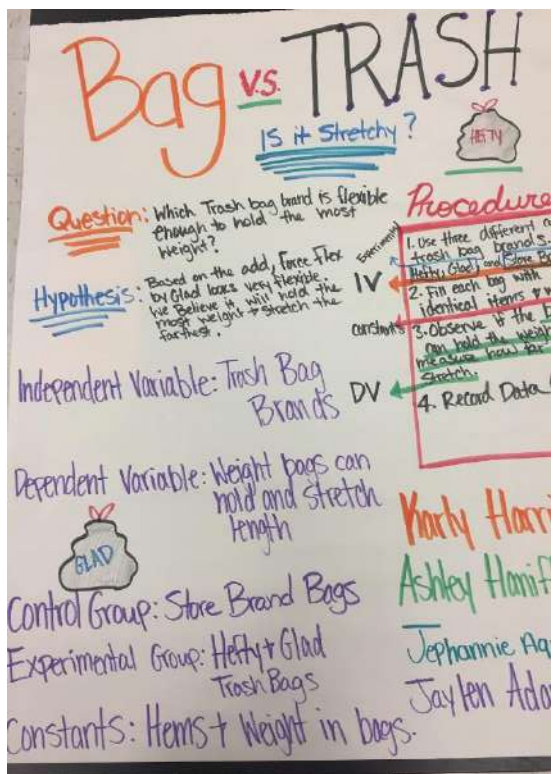 Bag V.S. TRASH
Is it Stretchy?
HEFTY
Question: Which Trash bag brand is flexible
enough to hold the most
weight?
Hypothesis: Based on the add, Force Flex
by Glad looks very flexible.
We Believe it will hold the
most weight + stretch the
farthest.
Independent Variable: Trash Bag
Brands
Dependent Variable: Weight bags can
hold and stretch
length
GLAD
Control Group: Store Brand Bags
Experimental Group: Hefty + Glad
Trash Bags
Constants: Items + Weight in bags.
Procedure
Experimental
IV
constants
DV
1. Use three different
trash bag brands
Hefty, Glad, and Store
2. Fill each bag with
identical items +
3. Observe if the
can hold the weight
measure how far
stretch.
4. Record Data
Karly
Ashley
Jephannie
Jaylen